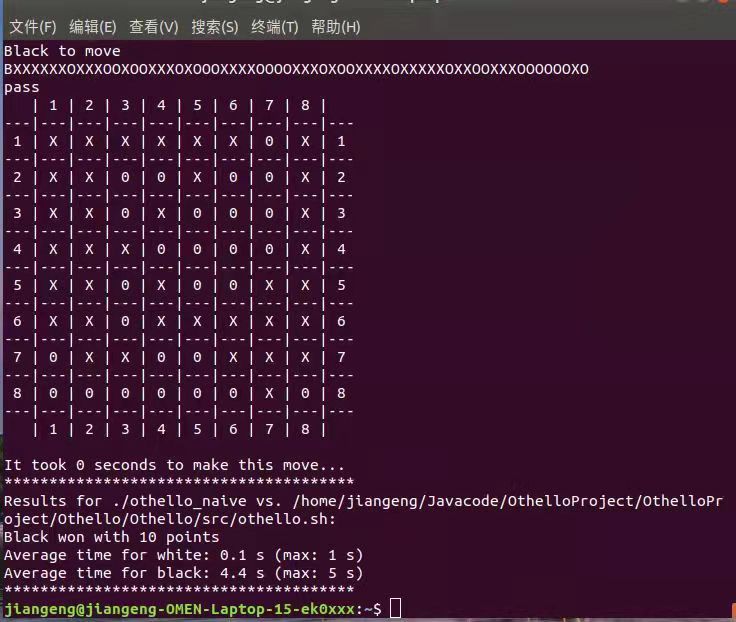 文件(F) 编辑(E) 查看(V) 搜索(S) 终端(T) 帮助(H)
Black to move
BXXXXXXOXXXOOXOOXXXOXOOOXXXXOOOOXXXOXOOXXXXOXXXXXOXXOOXXXOOOOOOXO
pass
   | 1 | 2 | 3 | 4 | 5 | 6 | 7 | 8 |
---|---|---|---|---|---|---|---|---|---
 1 | X | X | X | X | X | X | 0 | X | 1
---|---|---|---|---|---|---|---|---|---
 2 | X | X | 0 | 0 | X | 0 | 0 | X | 2
---|---|---|---|---|---|---|---|---|---
 3 | X | X | 0 | X | 0 | 0 | 0 | X | 3
---|---|---|---|---|---|---|---|---|---
 4 | X | X | X | 0 | 0 | 0 | 0 | X | 4
---|---|---|---|---|---|---|---|---|---
 5 | X | X | 0 | X | 0 | 0 | X | X | 5
---|---|---|---|---|---|---|---|---|---
 6 | X | X | 0 | X | X | X | X | X | 6
---|---|---|---|---|---|---|---|---|---
 7 | 0 | X | X | 0 | 0 | X | X | X | 7
---|---|---|---|---|---|---|---|---|---
 8 | 0 | 0 | 0 | 0 | 0 | 0 | X | 0 | 8
---|---|---|---|---|---|---|---|---|---
   | 1 | 2 | 3 | 4 | 5 | 6 | 7 | 8 |
It took 0 seconds to make this move...
***************************************
Results for ./othello_naive vs. /home/jiangeng/Javacode/OthelloProject/OthelloPr
oject/Othello/Othello/src/othello.sh:
Black won with 10 points
Average time for white: 0.1 s (max: 1 s)
Average time for black: 4.4 s (max: 5 s)
***************************************
jiangeng@jiangeng-OMEN-Laptop-15-ek0xxx:~$